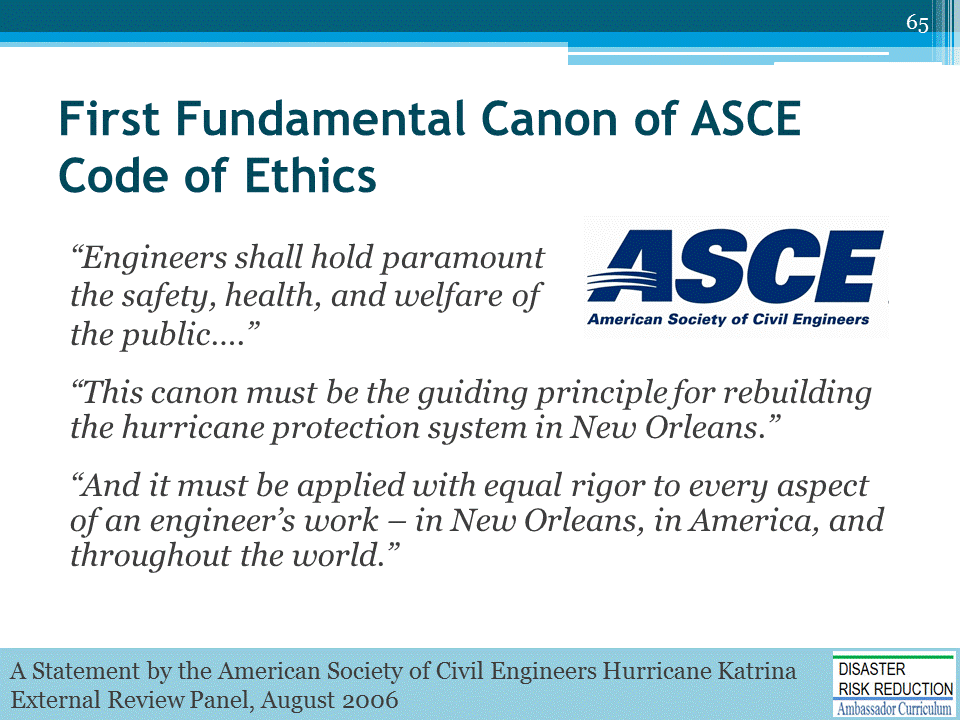 65
First Fundamental Canon of ASCE
Code of Ethics
“Engineers shall hold paramount
the safety, health, and welfare of
the public....”
ASCE
American Society of Civil Engineers
“This canon must be the guiding principle for rebuilding
the hurricane protection system in New Orleans.”
“And it must be applied with equal rigor to every aspect
of an engineer’s work – in New Orleans, in America, and
throughout the world.”
A Statement by the American Society of Civil Engineers Hurricane Katrina
External Review Panel, August 2006
DISASTER
RISK REDUCTION
Ambassador Curriculum